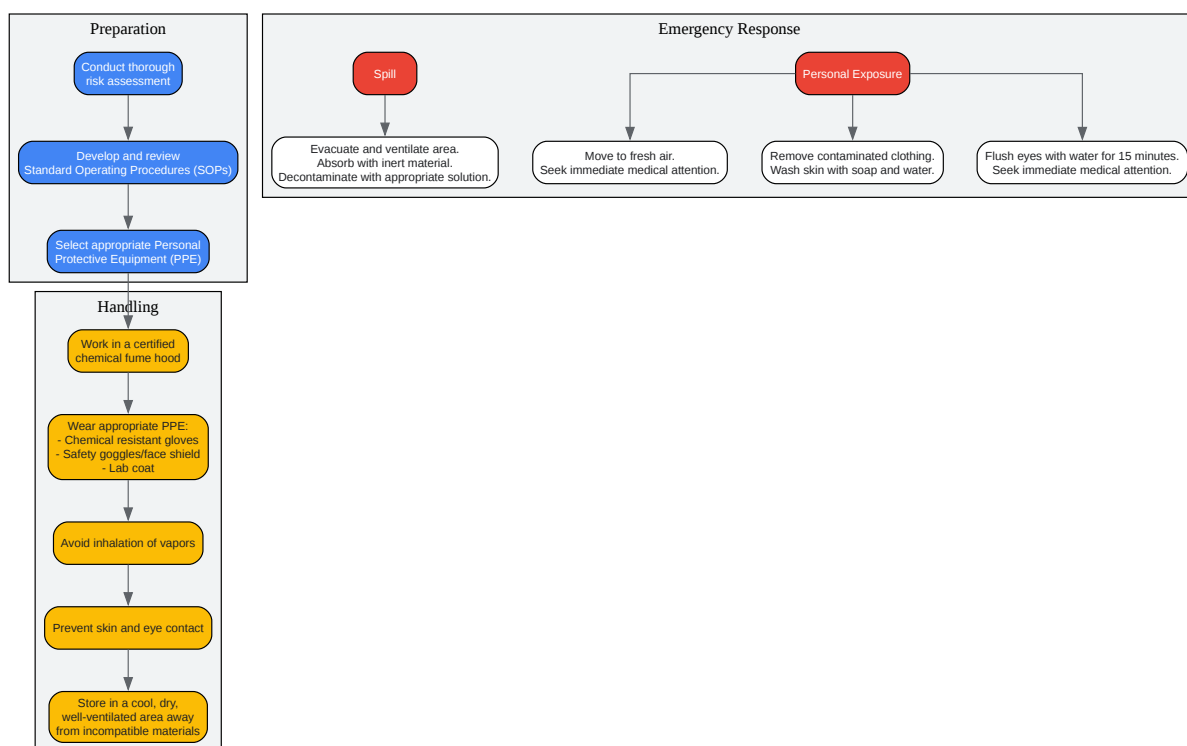 Preparation
Conduct thorough
risk assessment
Develop and review
Standard Operating Procedures (SOPs)
Select appropriate Personal
Protective Equipment (PPE)
Handling
Work in a certified
chemical fume hood
Wear appropriate PPE:
- Chemical resistant gloves
- Safety goggles/face shield
- Lab coat
Avoid inhalation of vapors
Prevent skin and eye contact
Store in a cool, dry,
well-ventilated area away
from incompatible materials
Emergency Response
Spill
Evacuate and ventilate area.
Absorb with inert material.
Decontaminate with appropriate solution.
Personal Exposure
Move to fresh air.
Seek immediate medical attention.
Remove contaminated clothing.
Wash skin with soap and water.
Flush eyes with water for 15 minutes.
Seek immediate medical attention.